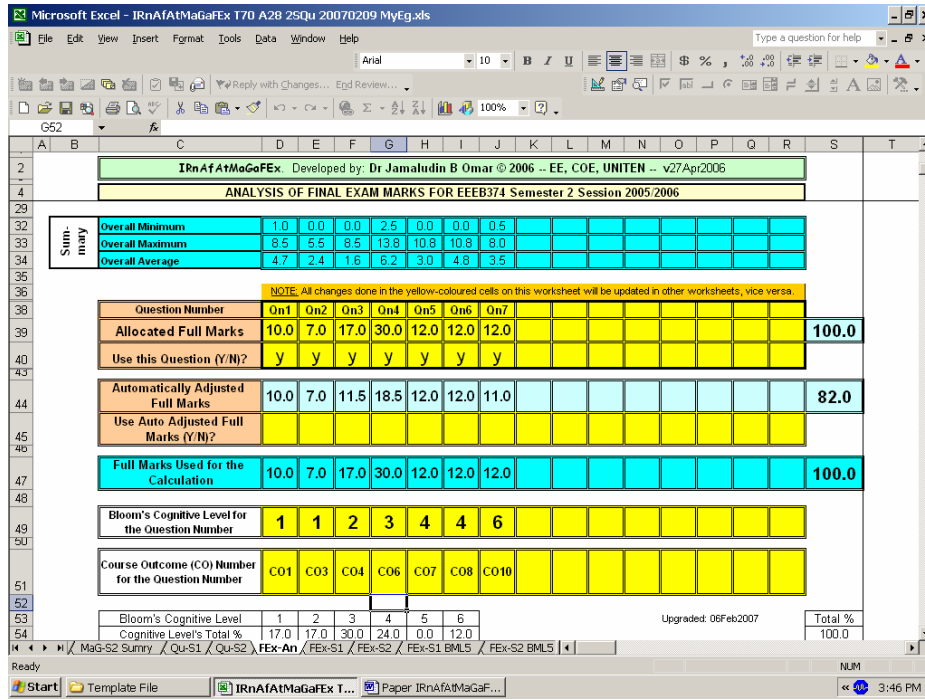 Microsoft Excel - IRnAfAtMaGaFEx T70 A28 2SQu 20070209 MyEg.xls
File Edit View Insert Format Tools Data Window Help Type a question for help
Arial 10 B I U $ % ,
Reply with Changes... End Review...
100%
G52 fx
A B C D E F G H I J K L M N O P Q R S T
2 IRnAfAtMaGaFEx. Developed by: Dr Jamaludin B Omar © 2006 -- EE, COE, UNITEN -- v27Apr2006
4 ANALYSIS OF FINAL EXAM MARKS FOR EEEB374 Semester 2 Session 2005/2006
29
Sum-mary
32 Overall Minimum 1.0 0.0 0.0 2.5 0.0 0.0 0.5
33 Overall Maximum 8.5 5.5 8.5 13.8 10.8 10.8 8.0
34 Overall Average 4.7 2.4 1.6 6.2 3.0 4.8 3.5
35
36 NOTE: All changes done in the yellow-coloured cells on this worksheet will be updated in other worksheets, vice versa.
38 Question Number Qn1 Qn2 Qn3 Qn4 Qn5 Qn6 Qn7
39 Allocated Full Marks 10.0 7.0 17.0 30.0 12.0 12.0 12.0 100.0
40 Use this Question (Y/N)? y y y y y y y
43
Automatically Adjusted
44 Full Marks 10.0 7.0 11.5 18.5 12.0 12.0 11.0 82.0
Use Auto Adjusted Full
45 Marks (Y/N)?
46
Full Marks Used for the
47 Calculation 10.0 7.0 17.0 30.0 12.0 12.0 12.0 100.0
48
Bloom's Cognitive Level for
49 the Question Number 1 1 2 3 4 4 6
50
Course Outcome (CO) Number
51 for the Question Number CO1 CO3 CO4 CO6 CO7 CO8 CO10
52
53 Bloom's Cognitive Level 1 2 3 4 5 6 Upgraded: 06Feb2007 Total %
54 Cognitive Level's Total % 17.0 17.0 30.0 24.0 0.0 12.0 100.0
MaG-S2 Sumry / Qu-S1 / Qu-S2 \ FEx-An / FEx-S1 / FEx-S2 / FEx-S1 BML5 / FEx-S2 BML5
Ready NUM
Start Template File IRnAfAtMaGaFEx T... Paper IRnAfAtMaGaF... 3:46 PM